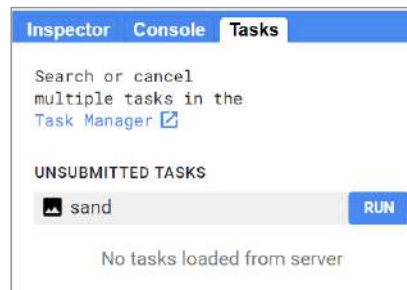 Inspector Console Tasks
Search or cancel
multiple tasks in the
Task Manager
UNSUBMITTED TASKS
sand RUN
No tasks loaded from server